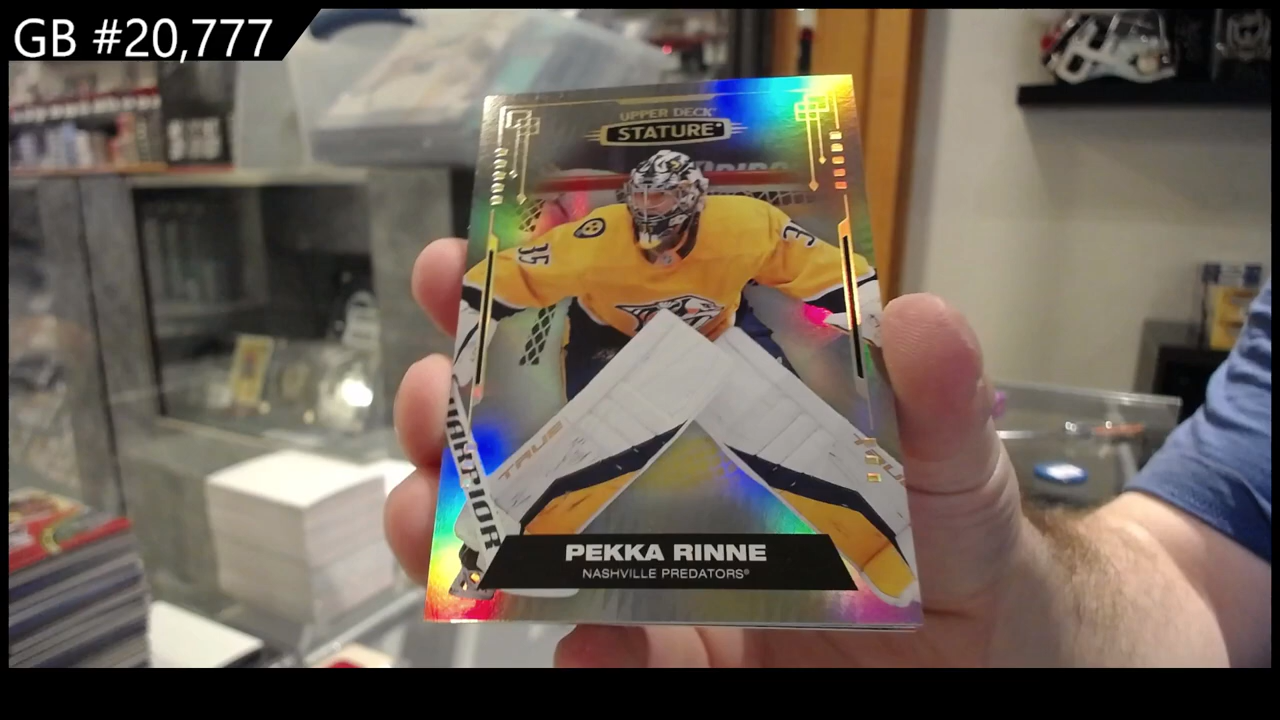 GB #20,777
UPPER DECK
STATURE
35
TRUE
WARRIOR
PEKKA RINNE
NASHVILLE PREDATORS®